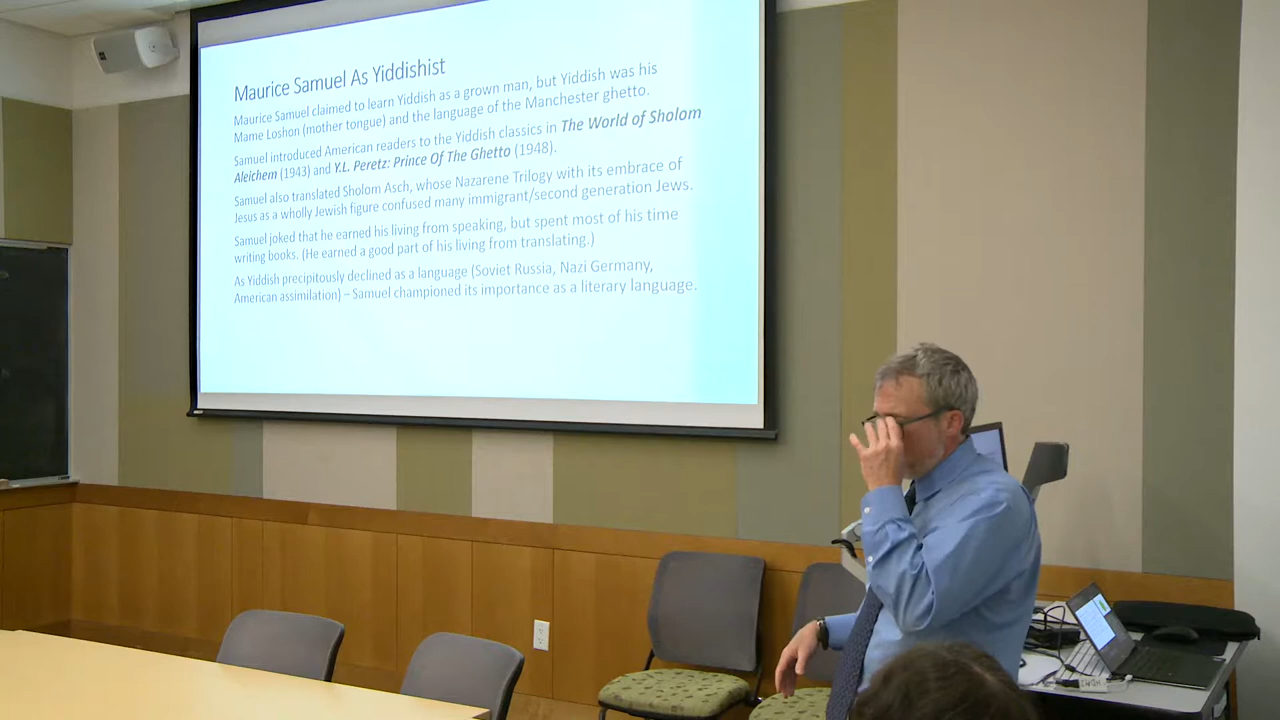 Maurice Samuel As Yiddishist
Maurice Samuel claimed to learn Yiddish as a grown man, but Yiddish was his
Mame Loshon (mother tongue) and the language of the Manchester ghetto.
Samuel introduced American readers to the Yiddish classics in The World of Sholom
Aleichem (1943) and Y.L. Peretz: Prince Of The Ghetto (1948).
Samuel also translated Sholom Asch, whose Nazarene Trilogy with its embrace of
Jesus as a wholly Jewish figure confused many immigrant/second generation Jews.
Samuel joked that he earned his living from speaking, but spent most of his time
writing books. (He earned a good part of his living from translating.)
As Yiddish precipitously declined as a language (Soviet Russia, Nazi Germany,
American assimilation) – Samuel championed its importance as a literary language.